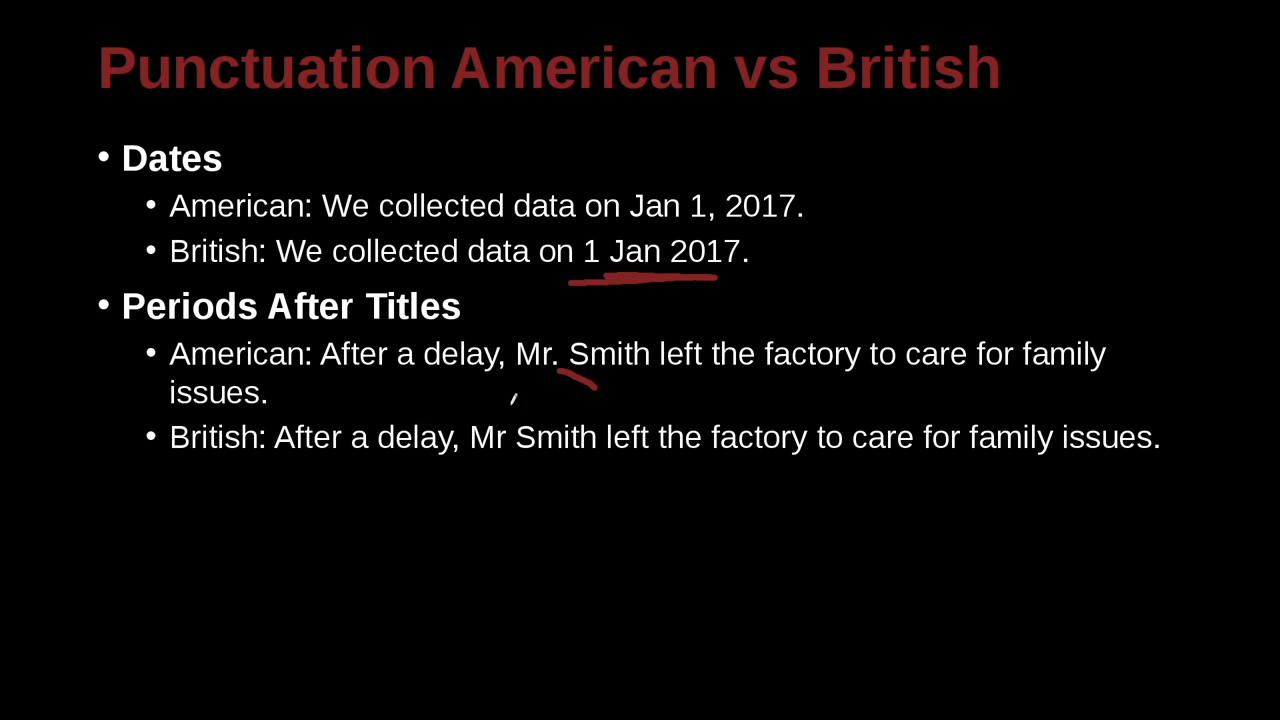 Punctuation American vs British
• Dates
• American: We collected data on Jan 1, 2017.
• British: We collected data on 1 Jan 2017.
• Periods After Titles
• American: After a delay, Mr. Smith left the factory to care for family
issues.
• British: After a delay, Mr Smith left the factory to care for family issues.